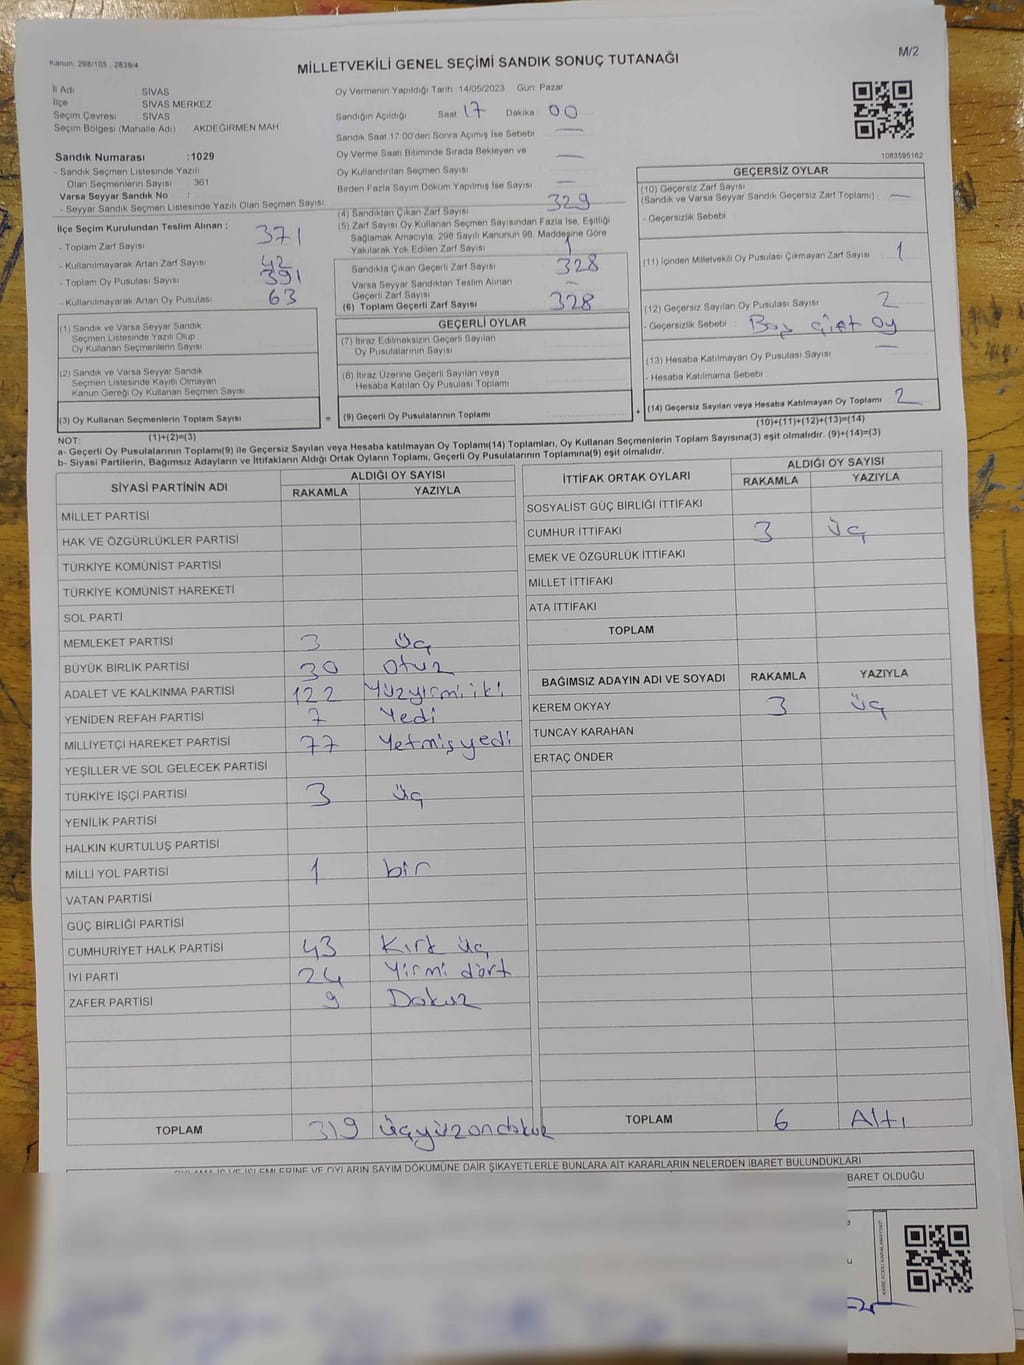 Kanun: 298/105 ; 2839/4
MİLLETVEKİLİ GENEL SEÇİMİ SANDIK SONUÇ TUTANAĞI
M/2
İl Adı SİVAS
İlçe SİVAS MERKEZ
Seçim Çevresi SİVAS
Seçim Bölgesi (Mahalle Adı) AKDEĞİRMEN MAH
Sandık Numarası :1029
- Sandık Seçmen Listesinde Yazılı
Olan Seçmenlerin Sayısı 361
Varsa Seyyar Sandık No :
- Seyyar Sandık Seçmen Listesinde Yazılı Olan Seçmen Sayısı
İlçe Seçim Kurulundan Teslim Alınan :
- Toplam Zarf Sayısı 371
- Kullanılmayarak Artan Zarf Sayısı 42
- Toplam Oy Pusulası Sayısı 391
- Kullanılmayarak Artan Oy Pusulası 63
Oy Vermenin Yapıldığı Tarih 14/05/2023 Gün: Pazar
Sandığın Açıldığı Saat 17 Dakika 00
Sandık Saat 17:00'den Sonra Açımış İse Sebebi —
Oy Verme Saati Bitiminde Sırada Bekleyen ve
Oy Kullandırılan Seçmen Sayısı —
Birden Fazla Sayım Döküm Yapılmış İse Sayısı —
(4) Sandıktan Çıkan Zarf Sayısı 329
(5) Zarf Sayısı Oy Kullanan Seçmen Sayısından Fazla İse, Eşitliği
Sağlamak Amacıyla, 298 Sayılı Kanunun 98. Maddesine Göre
Yakılarak Yok Edilen Zarf Sayısı 1
Sandıkta Çıkan Geçerli Zarf Sayısı 328
Varsa Seyyar Sandıktan Teslim Alınan
Geçerli Zarf Sayısı —
(6) Toplam Geçerli Zarf Sayısı 328
1083595162
GEÇERSİZ OYLAR
(10) Geçersiz Zarf Sayısı
(Sandık ve Varsa Seyyar Sandık Geçersiz Zarf Toplamı) —
- Geçersizlik Sebebi
(11) İçinden Milletvekili Oy Pusulası Çıkmayan Zarf Sayısı 1
(12) Geçersiz Sayılan Oy Pusulası Sayısı 2
- Geçersizlik Sebebi : Boş çift oy
(13) Hesaba Katılmayan Oy Pusulası Sayısı —
- Hesaba Katılmama Sebebi
(14) Geçersiz Sayılan veya Hesaba Katılmayan Oy Toplamı 2
(10)+(11)+(12)+(13)=(14)
(1) Sandık ve Varsa Seyyar Sandık
Seçmen Listesinde Yazılı Olup
Oy Kullanan Seçmenlerin Sayısı
(2) Sandık ve Varsa Seyyar Sandık
Seçmen Listesinde Kayıtlı Olmayan
Kanun Gereği Oy Kullanan Seçmen Sayısı
(3) Oy Kullanan Seçmenlerin Toplam Sayısı =
(1)+(2)=(3)
GEÇERLİ OYLAR
(7) İtiraz Edilmeksizin Geçerli Sayılan
Oy Pusulalarının Sayısı
(8) İtiraz Üzerine Geçerli Sayılan veya
Hesaba Katılan Oy Pusulası Toplamı
(9) Geçerli Oy Pusulalarının Toplamı +
NOT:
a- Geçerli Oy Pusulalarının Toplamı(9) ile Geçersiz Sayılan veya Hesaba katılmayan Oy Toplamı(14) Toplamları, Oy Kullanan Seçmenlerin Toplam Sayısına(3) eşit olmalıdır. (9)+(14)=(3)
b- Siyasi Partilerin, Bağımsız Adayların ve İttifakların Aldığı Ortak Oyların Toplamı, Geçerli Oy Pusulalarının Toplamına(9) eşit olmalıdır.
SİYASİ PARTİNİN ADI ALDIĞI OY SAYISI
RAKAMLA YAZIYLA
MİLLET PARTİSİ
HAK VE ÖZGÜRLÜKLER PARTİSİ
TÜRKİYE KOMÜNİST PARTISI
TÜRKİYE KOMÜNİST HAREKETİ
SOL PARTİ
MEMLEKET PARTİSİ 3 üç
BÜYÜK BİRLİK PARTİSİ 30 otuz
ADALET VE KALKINMA PARTİSİ 122 Yüzyirmi iki
YENİDEN REFAH PARTİSİ 7 Yedi
MİLLİYETÇİ HAREKET PARTİSİ 77 Yetmiş yedi
YEŞİLLER VE SOL GELECEK PARTİSİ
TÜRKİYE İŞÇİ PARTİSİ 3 üç
YENİLİK PARTİSİ
HALKIN KURTULUŞ PARTİSİ
MİLLİ YOL PARTİSİ 1 bir
VATAN PARTİSİ
GÜÇ BİRLİĞİ PARTİSİ
CUMHURİYET HALK PARTİSİ 43 Kırk üç
İYİ PARTİ 24 Yirmi dört
ZAFER PARTİSİ 9 Dokuz
TOPLAM 319 üçyüzondokuz
İTTİFAK ORTAK OYLARI ALDIĞI OY SAYISI
RAKAMLA YAZIYLA
SOSYALİST GÜÇ BİRLİĞİ İTTİFAKI
CUMHUR İTTİFAKI 3 üç
EMEK VE ÖZGÜRLÜK İTTİFAKI
MİLLET İTTİFAKI
ATA İTTİFAKI
TOPLAM
BAĞIMSIZ ADAYIN ADI VE SOYADI RAKAMLA YAZIYLA
KEREM OKYAY 3 üç
TUNCAY KARAHAN
ERTAÇ ÖNDER
TOPLAM 6 Altı
İŞLEMLERİNE VE OYLARIN SAYIM DÖKÜMÜNE DAİR ŞİKAYETLERLE BUNLARA AİT KARARLARIN NELERDEN İBARET BULUNDUKLARI
BARET OLDUĞU